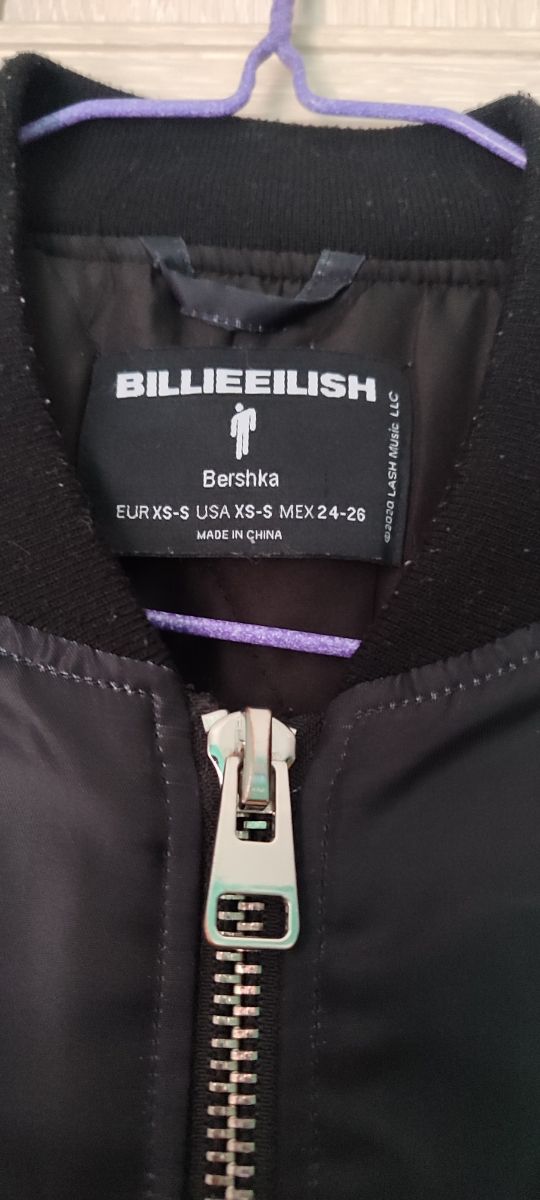 BILLIEEILISH
Bershka
EUR XS-S USA XS-S MEX 24-26
MADE IN CHINA
©2020 LASH Music LLC